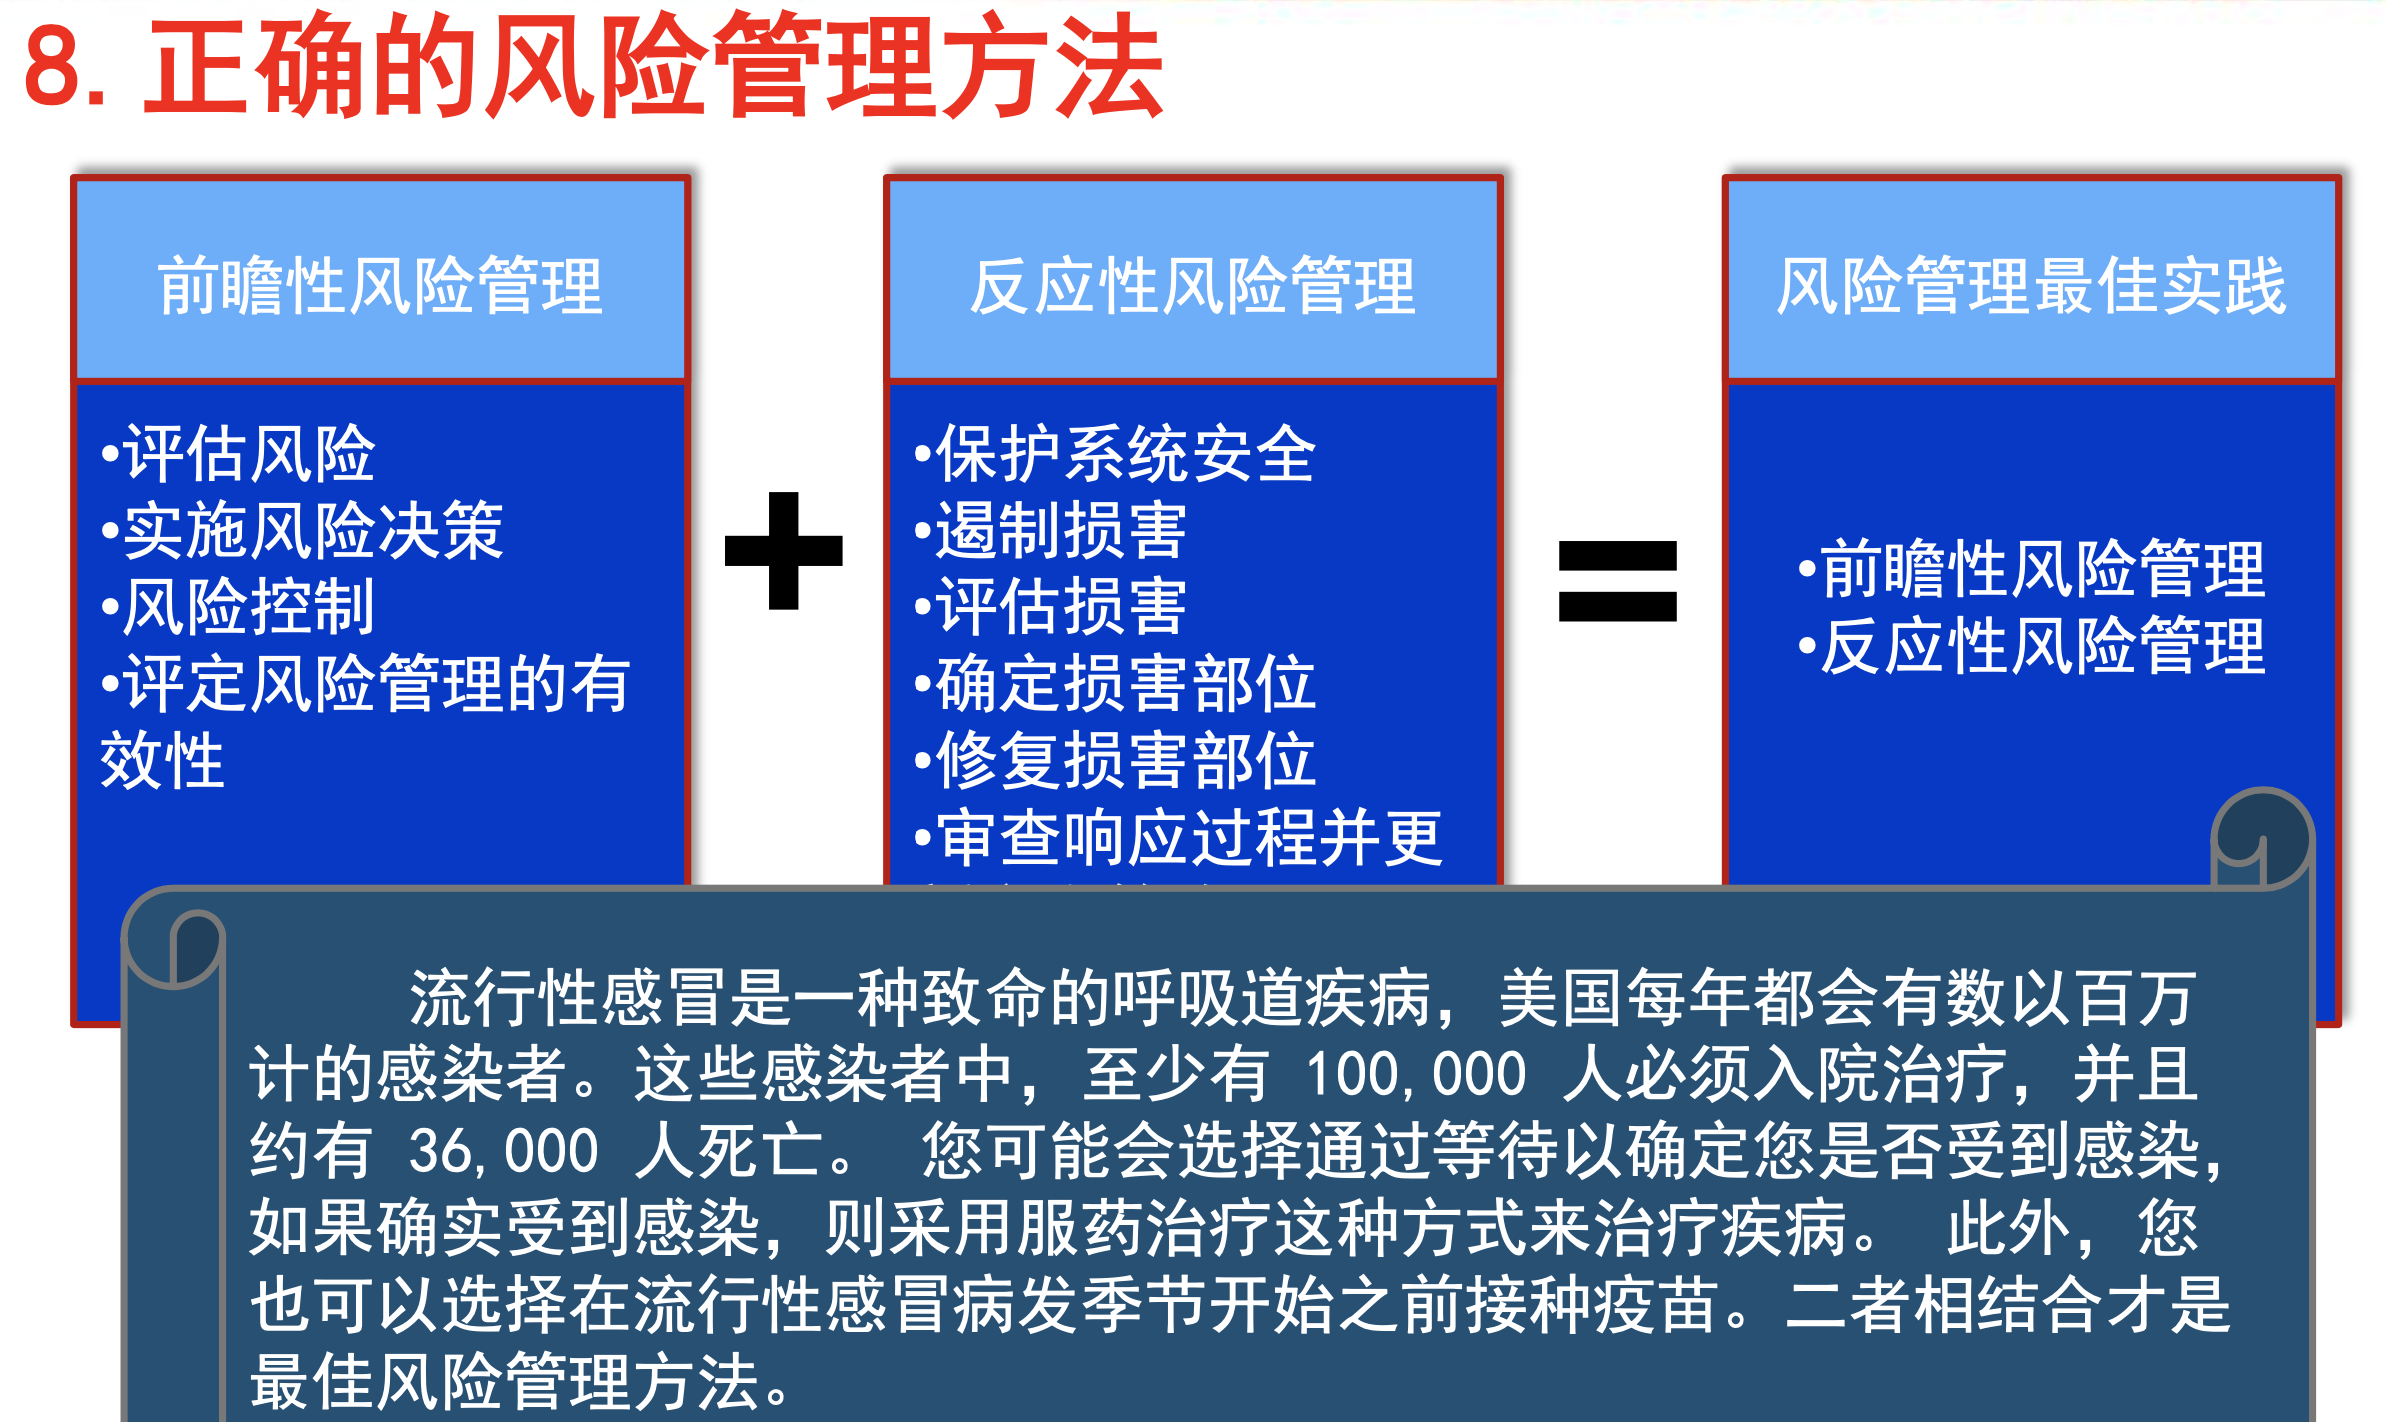 8. 正确的风险管理方法
前瞻性风险管理
•评估风险
•实施风险决策
•风险控制
•评定风险管理的有
效性
+
反应性风险管理
•保护系统安全
•遏制损害
•评估损害
•确定损害部位
•修复损害部位
•审查响应过程并更
=
风险管理最佳实践
•前瞻性风险管理
•反应性风险管理
流行性感冒是一种致命的呼吸道疾病，美国每年都会有数以百万
计的感染者。这些感染者中，至少有 100,000 人必须入院治疗，并且
约有 36,000 人死亡。 您可能会选择通过等待以确定您是否受到感染，
如果确实受到感染，则采用服药治疗这种方式来治疗疾病。 此外，您
也可以选择在流行性感冒病发季节开始之前接种疫苗。二者相结合才是
最佳风险管理方法。